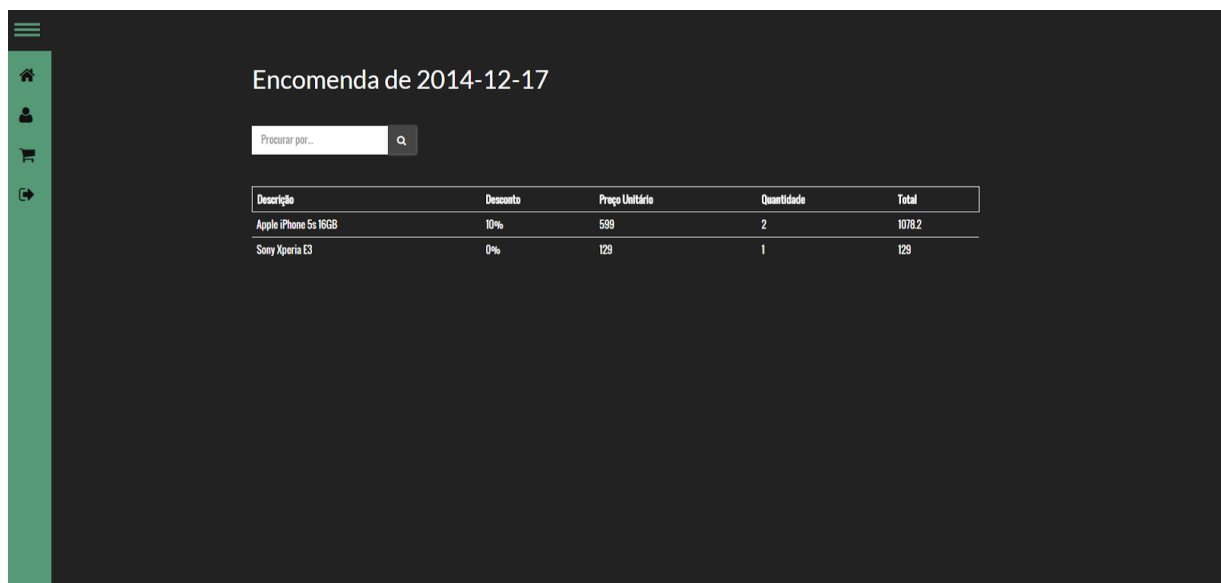 Encomenda de 2014-12-17
Procurar por...
Descrição Desconto Preço Unitário Quantidade Total
Apple iPhone 5s 16GB 10% 599 2 1078.2
Sony Xperia E3 0% 129 1 129